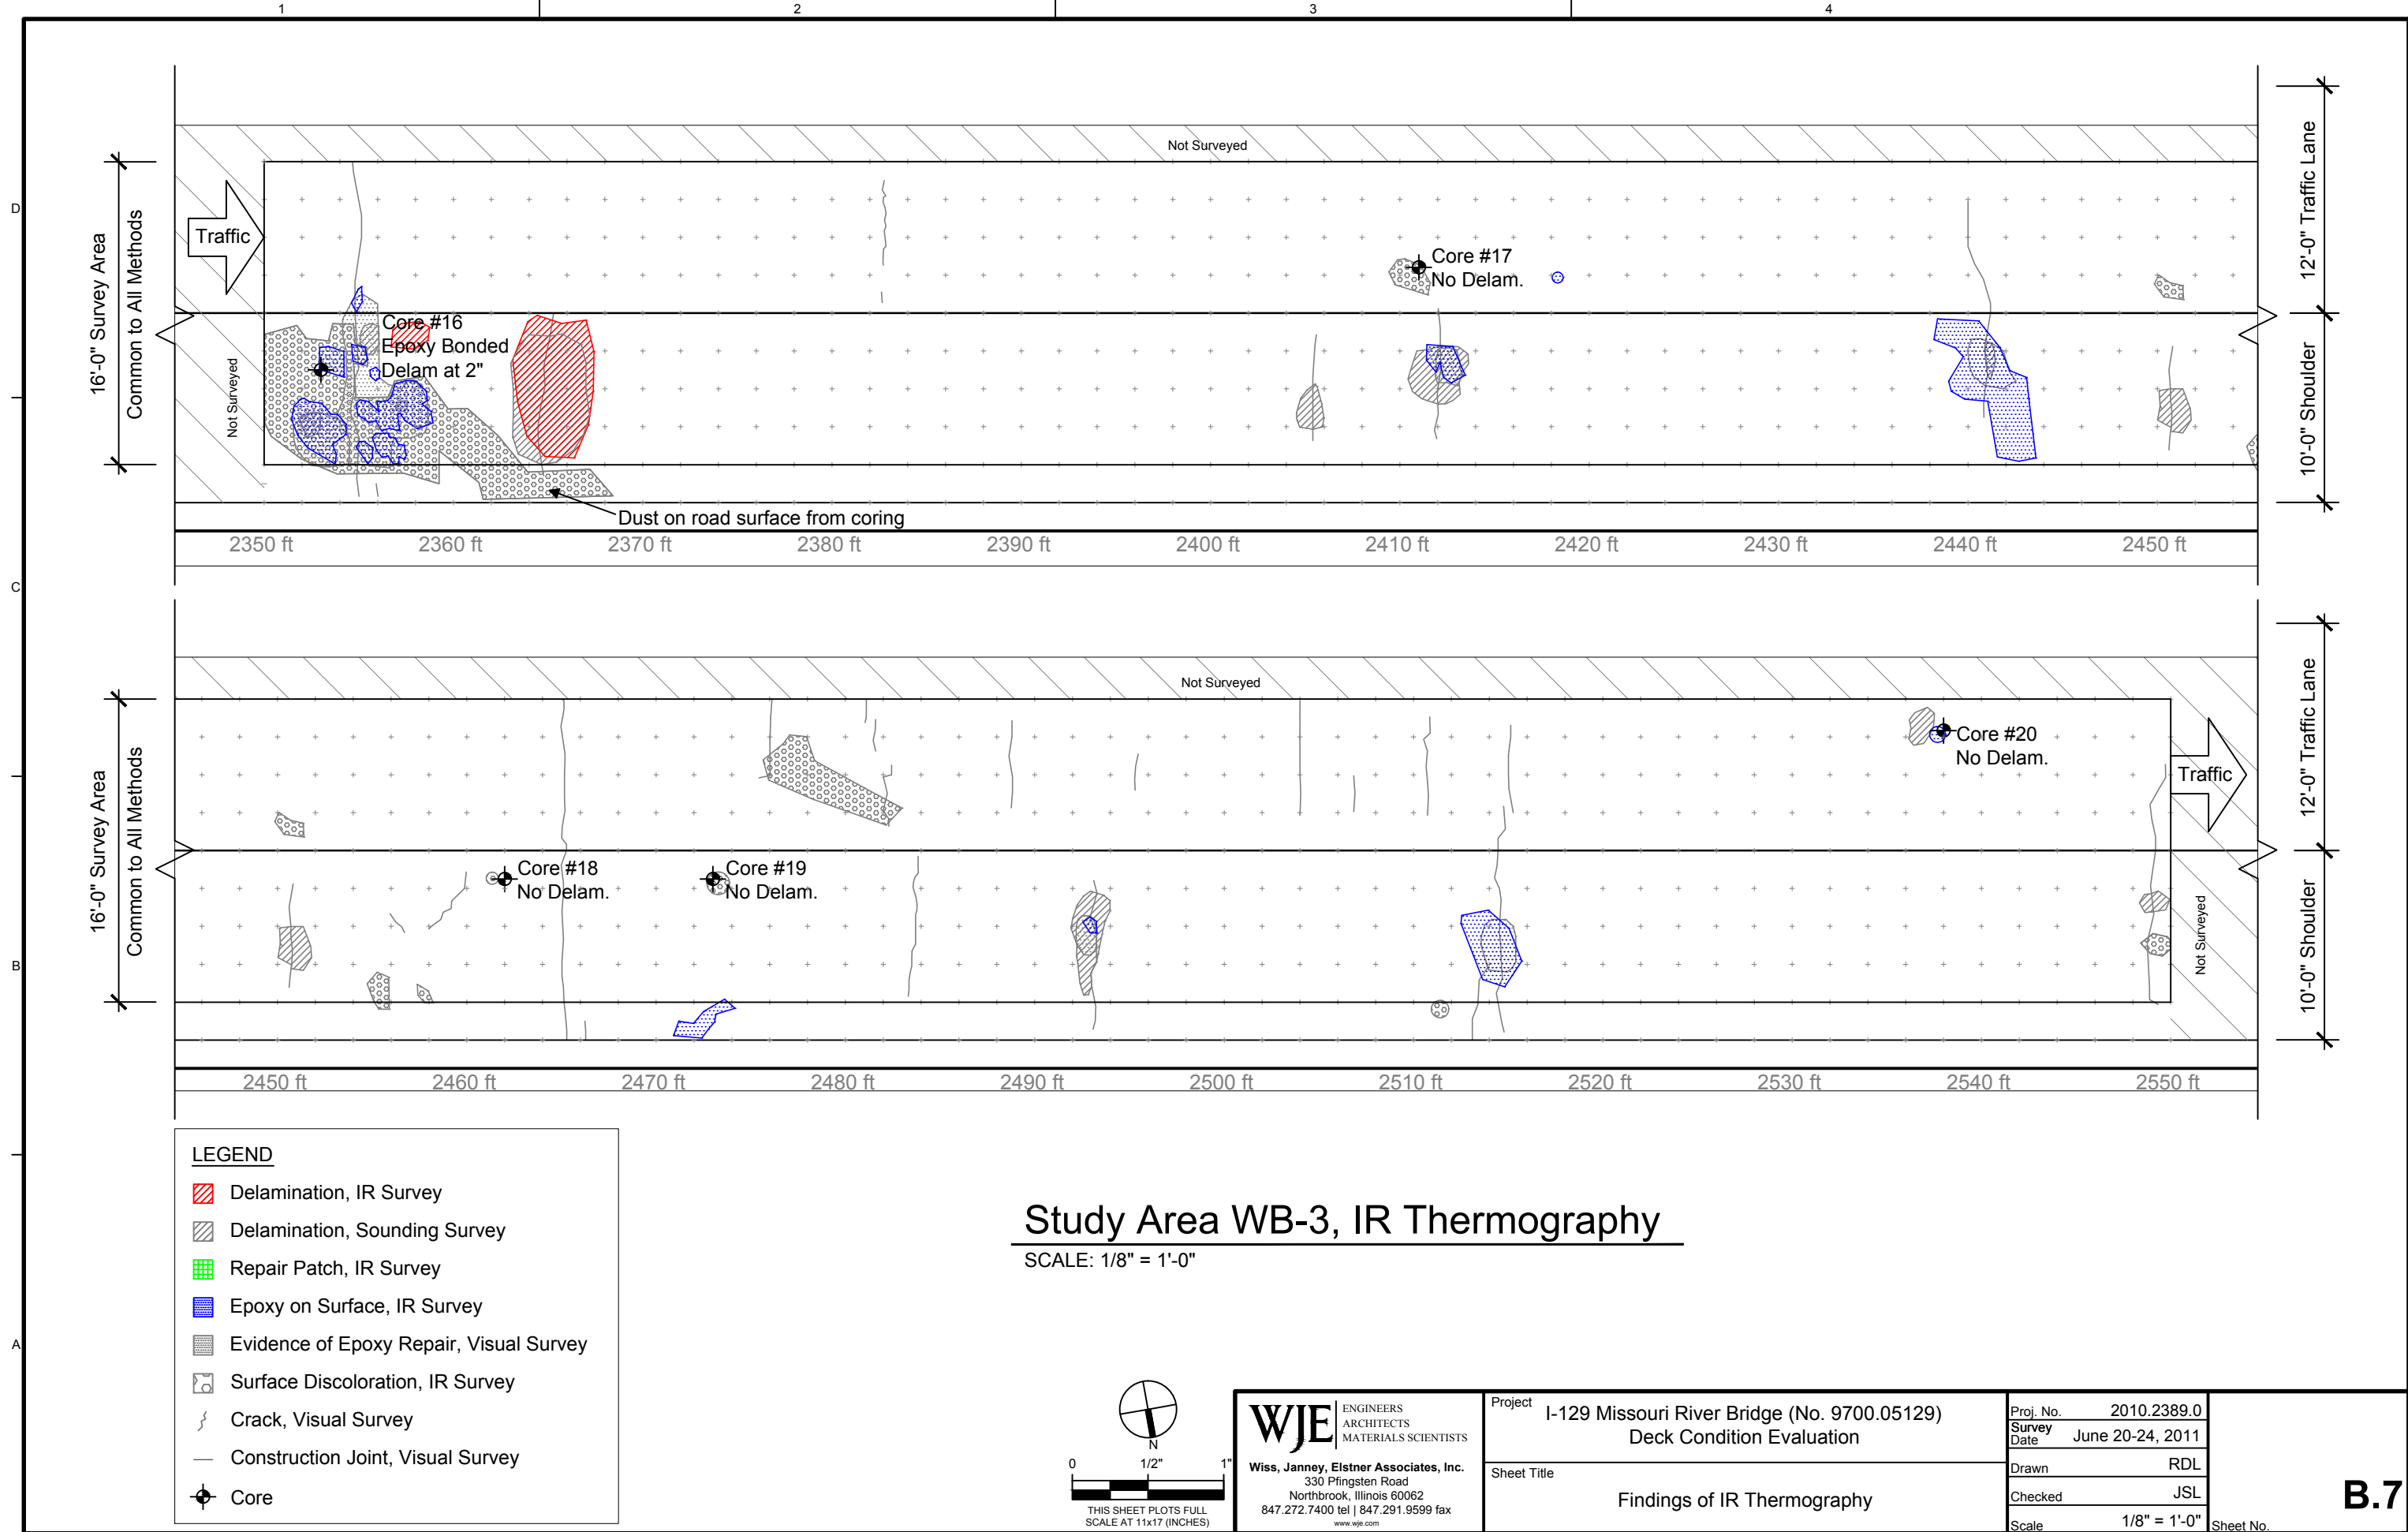 1 2 3 4
D
C
B
A
Not Surveyed
Traffic
16'-0" Survey Area
Common to All Methods
Not Surveyed
Core #16
Epoxy Bonded
Delam at 2"
Core #17
No Delam.
12'-0" Traffic Lane
10'-0" Shoulder
Dust on road surface from coring
2350 ft 2360 ft 2370 ft 2380 ft 2390 ft 2400 ft 2410 ft 2420 ft 2430 ft 2440 ft 2450 ft
Not Surveyed
16'-0" Survey Area
Common to All Methods
Core #18
No Delam.
Core #19
No Delam.
Core #20
No Delam.
Traffic
Not Surveyed
12'-0" Traffic Lane
10'-0" Shoulder
2450 ft 2460 ft 2470 ft 2480 ft 2490 ft 2500 ft 2510 ft 2520 ft 2530 ft 2540 ft 2550 ft
LEGEND
Delamination, IR Survey
Delamination, Sounding Survey
Repair Patch, IR Survey
Epoxy on Surface, IR Survey
Evidence of Epoxy Repair, Visual Survey
Surface Discoloration, IR Survey
Crack, Visual Survey
Construction Joint, Visual Survey
Core
Study Area WB-3, IR Thermography
SCALE: 1/8" = 1'-0"
N
0 1/2" 1"
THIS SHEET PLOTS FULL
SCALE AT 11x17 (INCHES)
WJE
ENGINEERS
ARCHITECTS
MATERIALS SCIENTISTS
Wiss, Janney, Elstner Associates, Inc.
330 Pfingsten Road
Northbrook, Illinois 60062
847.272.7400 tel | 847.291.9599 fax
www.wje.com
Project
I-129 Missouri River Bridge (No. 9700.05129)
Deck Condition Evaluation
Sheet Title
Findings of IR Thermography
Proj. No. 2010.2389.0
Survey
Date June 20-24, 2011
Drawn RDL
Checked JSL
Scale 1/8" = 1'-0"
Sheet No.
B.7